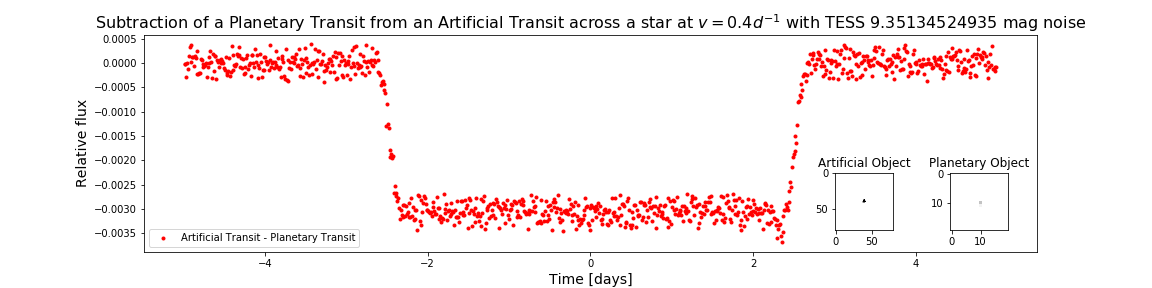 Subtraction of a Planetary Transit from an Artificial Transit across a star at v = 0.4d⁻¹ with TESS 9.35134524935 mag noise
0.0005
0.0000
−0.0005
−0.0010
−0.0015
−0.0020
−0.0025
−0.0030
−0.0035
Relative flux
Artificial Transit - Planetary Transit
Artificial Object
0
50
0 50
Planetary Object
0
10
0 10
−4 −2 0 2 4
Time [days]